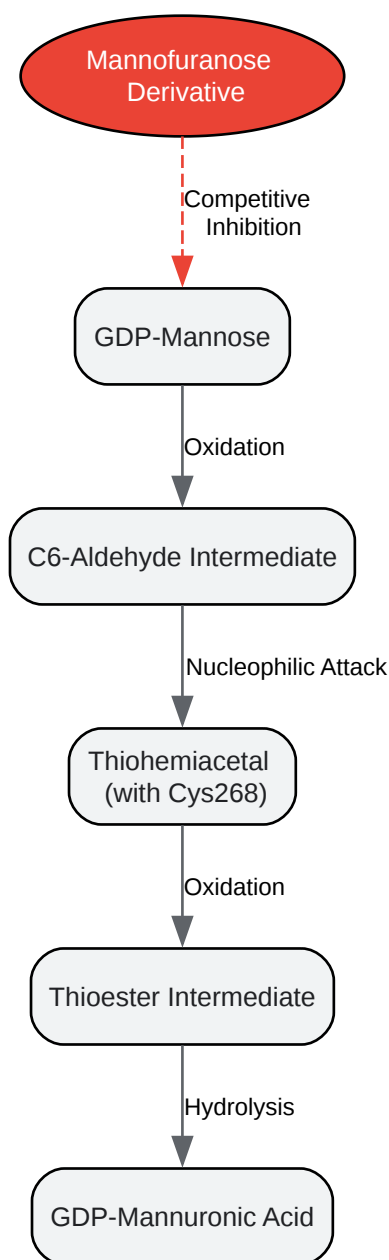 Mannofuranose
Derivative
Competitive
Inhibition
GDP-Mannose
Oxidation
C6-Aldehyde Intermediate
Nucleophilic Attack
Thiohemiacetal
(with Cys268)
Oxidation
Thioester Intermediate
Hydrolysis
GDP-Mannuronic Acid